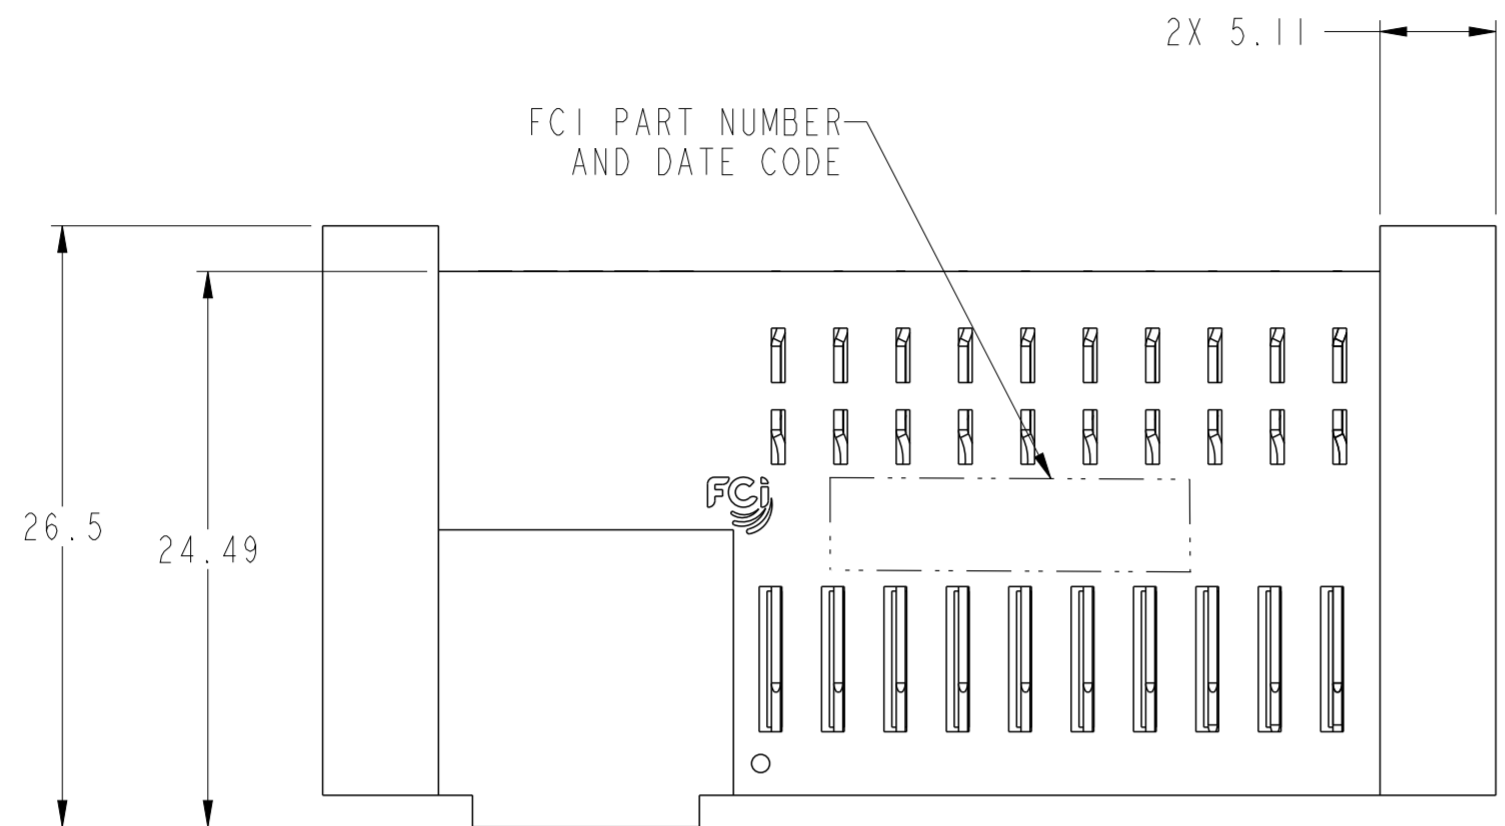 2X 5.11
FCI PART NUMBER
AND DATE CODE
FCi
26.5
24.49